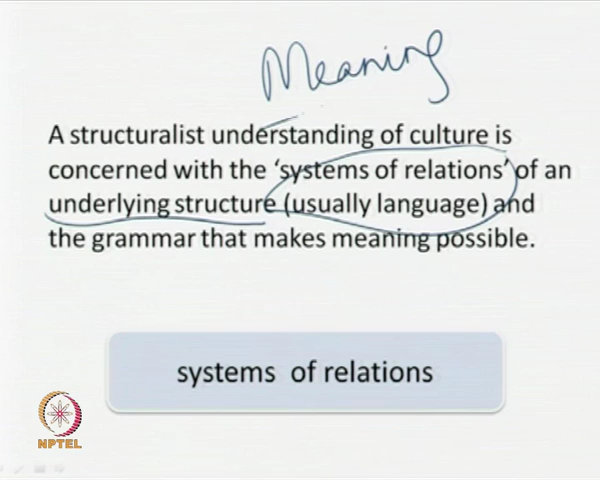 Meaning
A structuralist understanding of culture is
concerned with the ‘systems of relations’ of an
underlying structure (usually language) and
the grammar that makes meaning possible.
systems of relations
NPTEL